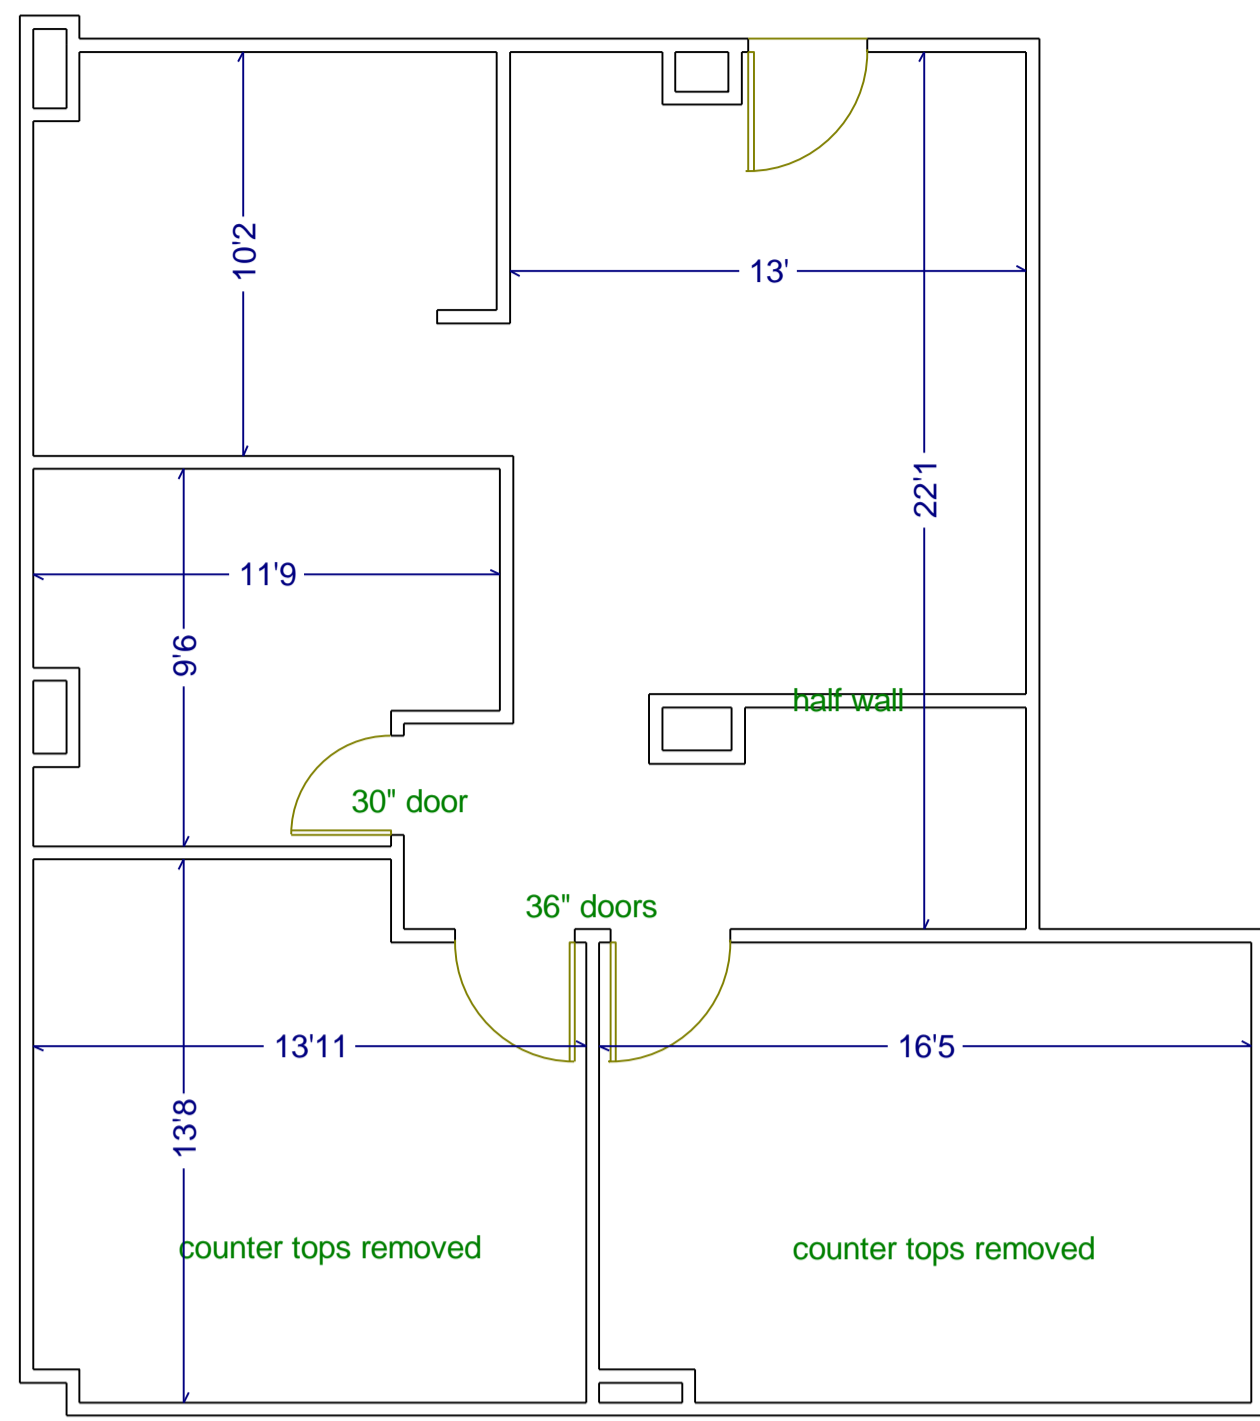 10'2
13'
22'1
11'9
9'6
half wall
30" door
36" doors
13'11
16'5
13'8
counter tops removed
counter tops removed